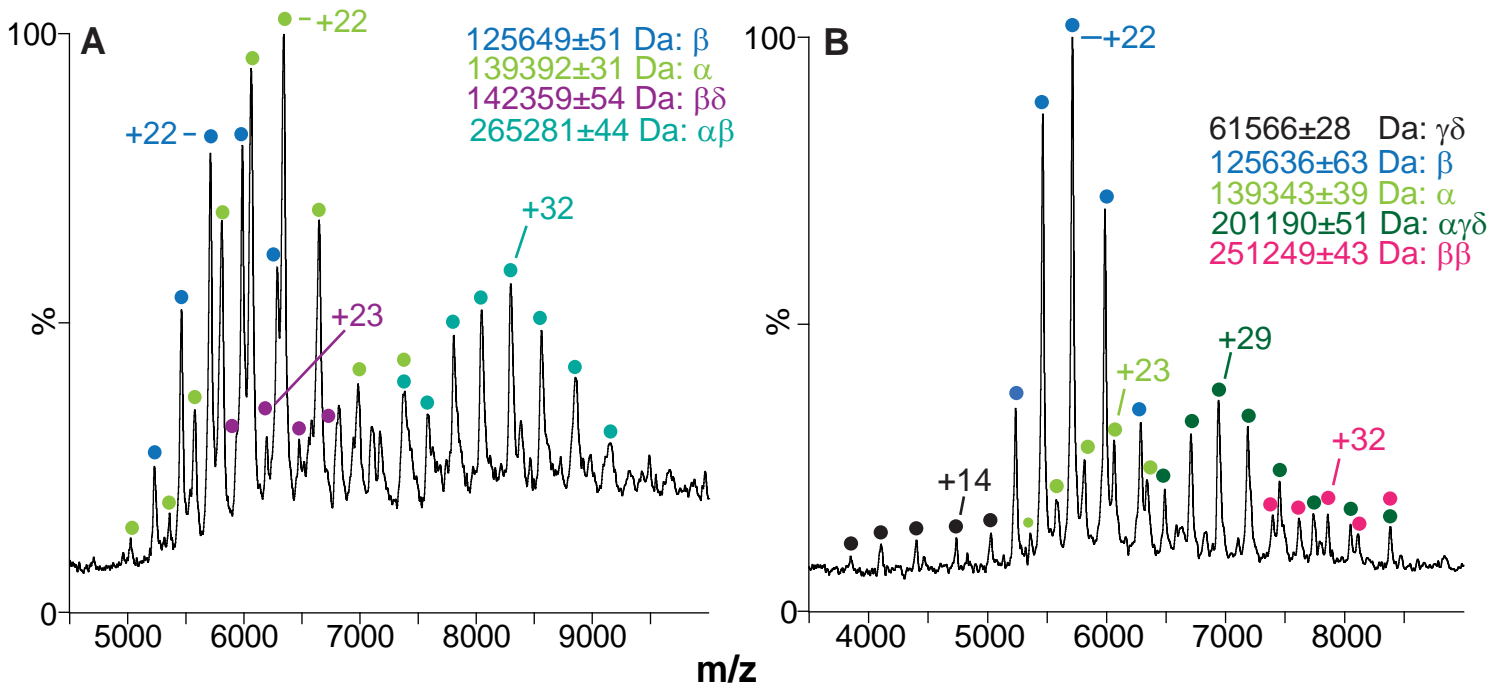 A
100
%
0
–+22
+22–
+23
+32
125649±51 Da: β
139392±31 Da: α
142359±54 Da: βδ
265281±44 Da: αβ
5000 6000 7000 8000 9000
B
100
%
0
–+22
+14
+23
+29
+32
61566±28 Da: γδ
125636±63 Da: β
139343±39 Da: α
201190±51 Da: αγδ
251249±43 Da: ββ
4000 5000 6000 7000 8000
m/z